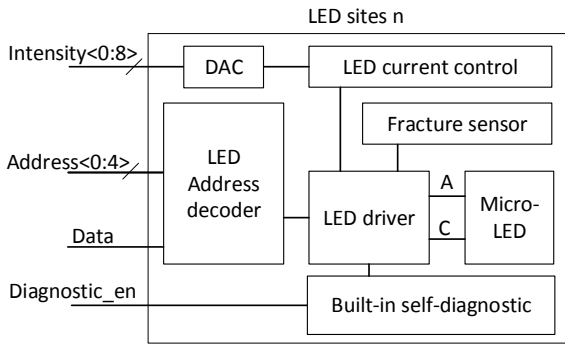 LED sites n
Intensity<0:8>
DAC
LED current control
Fracture sensor
Address<0:4>
LED
Address
decoder
LED driver
A
C
Micro-
LED
Data
Diagnostic_en
Built-in self-diagnostic